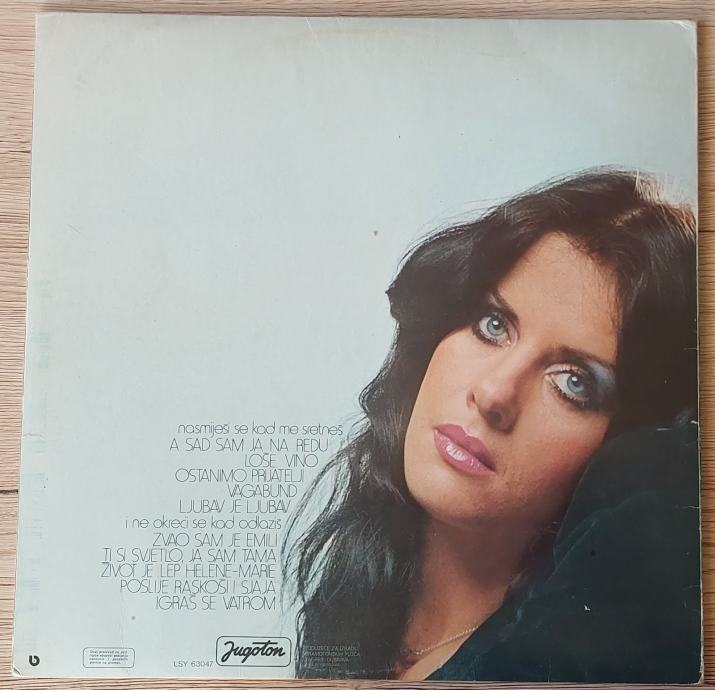 nasmiješi se kad me sretneš
A SAD SAM JA NA REDU
LOŠE VINO
OSTANIMO PRIJATELJI
VAGABUND
LJUBAV JE LJUBAV
i ne okreći se kad odlaziš
ZVAO SAM JE EMILI
TI SI SVJETLO, JA SAM TAMA
ŽIVOT JE LEP HELENE-MARIE
POSLIJE RASKOŠI I SJAJA
IGRAŠ SE VATROM
LSY 63047
Jugoton